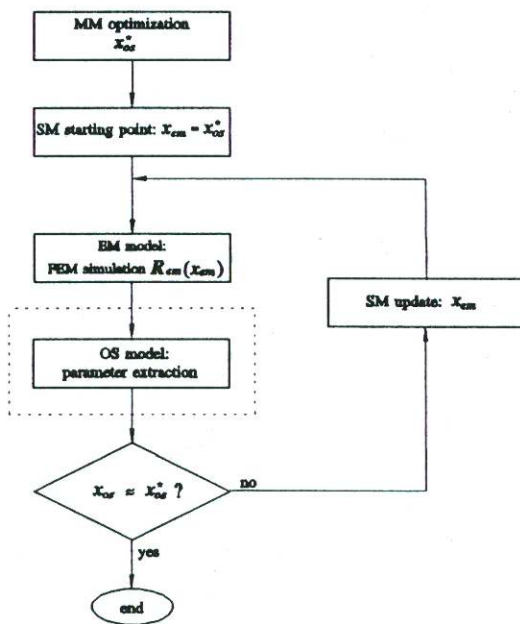 MM optimization
x*os
SM starting point: xem = x*os
EM model:
FEM simulation Rem(xem)
SM update: xem
OS model:
parameter extraction
xos ≈ x*os ?
no
yes
end